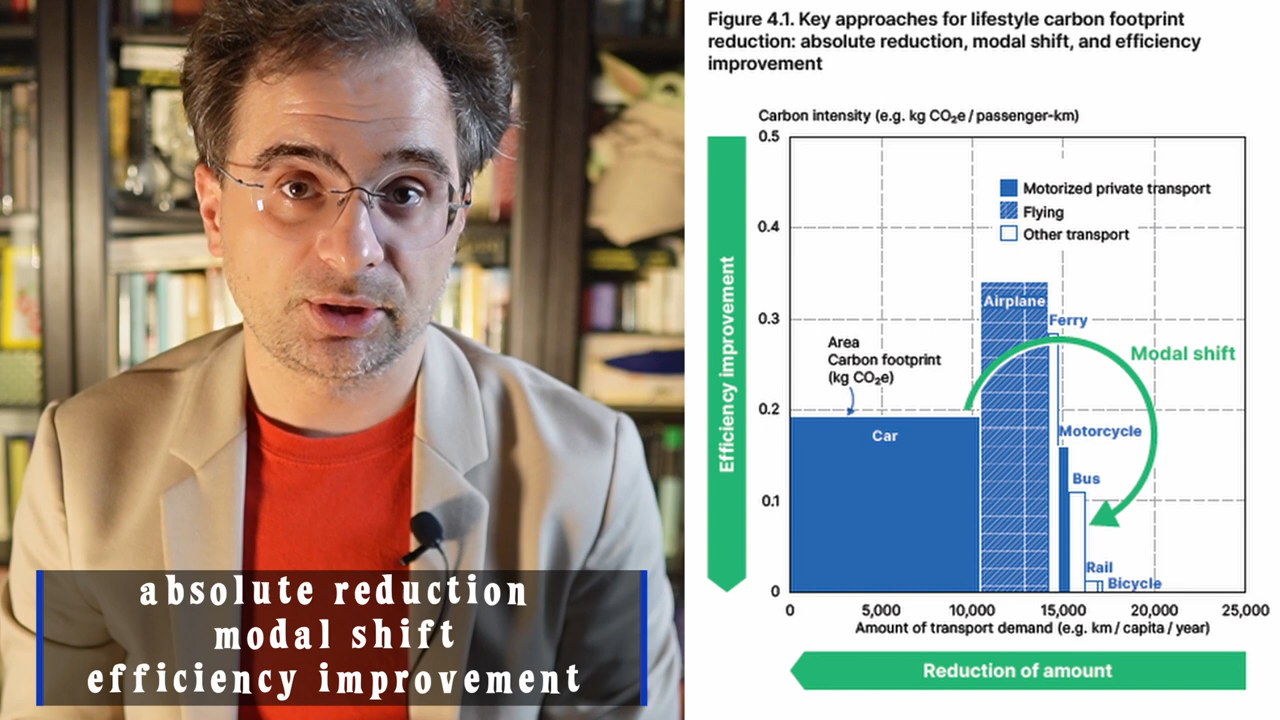 absolute reduction
modal shift
efficiency improvement
Figure 4.1. Key approaches for lifestyle carbon footprint
reduction: absolute reduction, modal shift, and efficiency
improvement
Carbon intensity (e.g. kg CO₂e / passenger-km)
0.5
0.4
0.3
0.2
0.1
0
Efficiency improvement
Motorized private transport
Flying
Other transport
Airplane
Ferry
Modal shift
Area
Carbon footprint
(kg CO₂e)
Car
Motorcycle
Bus
Rail
Bicycle
0 5,000 10,000 15,000 20,000 25,000
Amount of transport demand (e.g. km / capita / year)
Reduction of amount